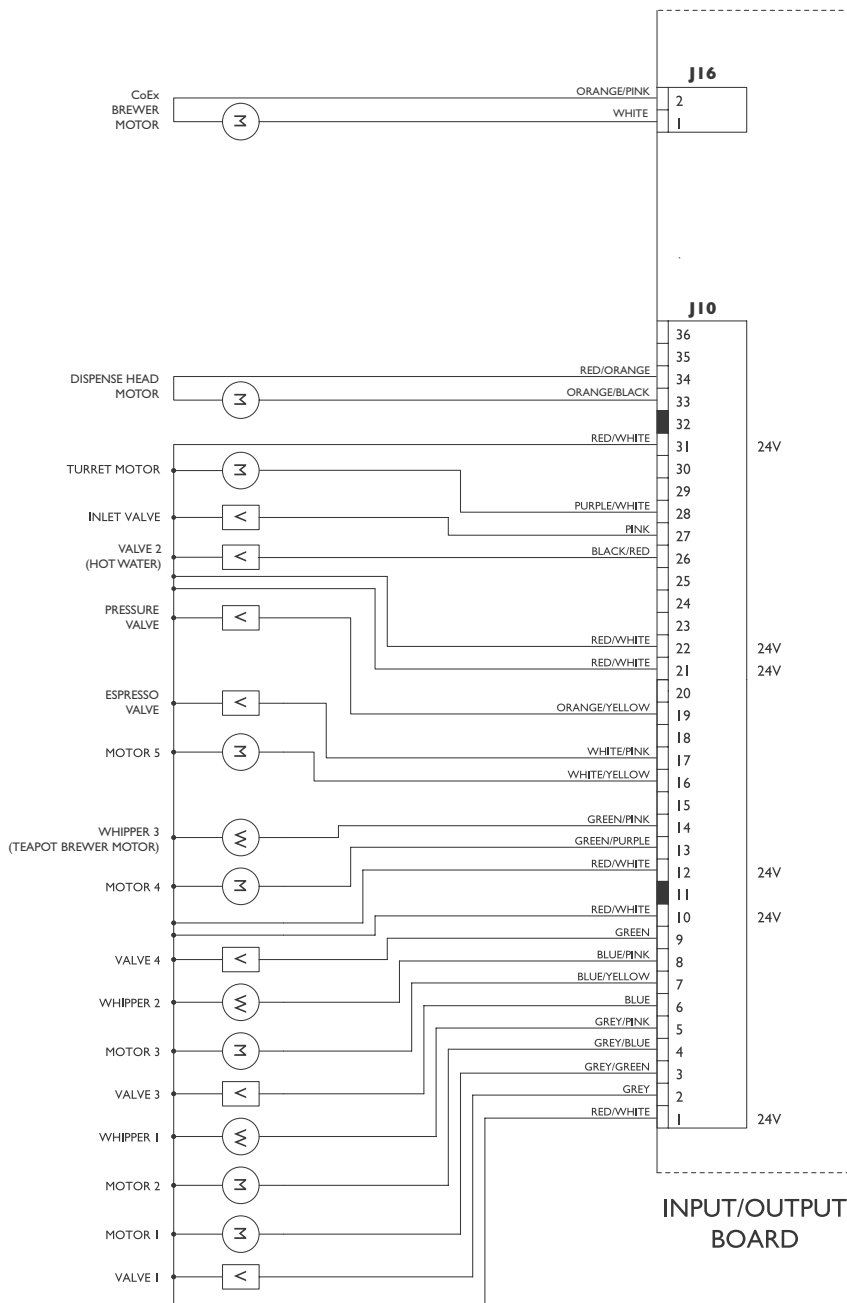 J16
CoEx
BREWER
MOTOR
ORANGE/PINK
2
WHITE
1
J10
36
35
DISPENSE HEAD
MOTOR
RED/ORANGE
34
ORANGE/BLACK
33
32
RED/WHITE
31
24V
TURRET MOTOR
M
30
29
PURPLE/WHITE
28
INLET VALVE
V
PINK
27
VALVE 2
(HOT WATER)
V
BLACK/RED
26
25
24
PRESSURE
VALVE
V
23
RED/WHITE
22
24V
RED/WHITE
21
24V
20
ESPRESSO
VALVE
V
ORANGE/YELLOW
19
18
MOTOR 5
M
WHITE/PINK
17
WHITE/YELLOW
16
15
WHIPPER 3
(TEAPOT BREWER MOTOR)
W
GREEN/PINK
14
GREEN/PURPLE
13
MOTOR 4
M
RED/WHITE
12
24V
11
RED/WHITE
10
24V
GREEN
9
VALVE 4
V
BLUE/PINK
8
WHIPPER 2
W
BLUE/YELLOW
7
BLUE
6
GREY/PINK
5
MOTOR 3
M
GREY/BLUE
4
GREY/GREEN
3
VALVE 3
V
GREY
2
RED/WHITE
1
24V
WHIPPER 1
W
MOTOR 2
M
MOTOR 1
M
VALVE 1
V
INPUT/OUTPUT
BOARD